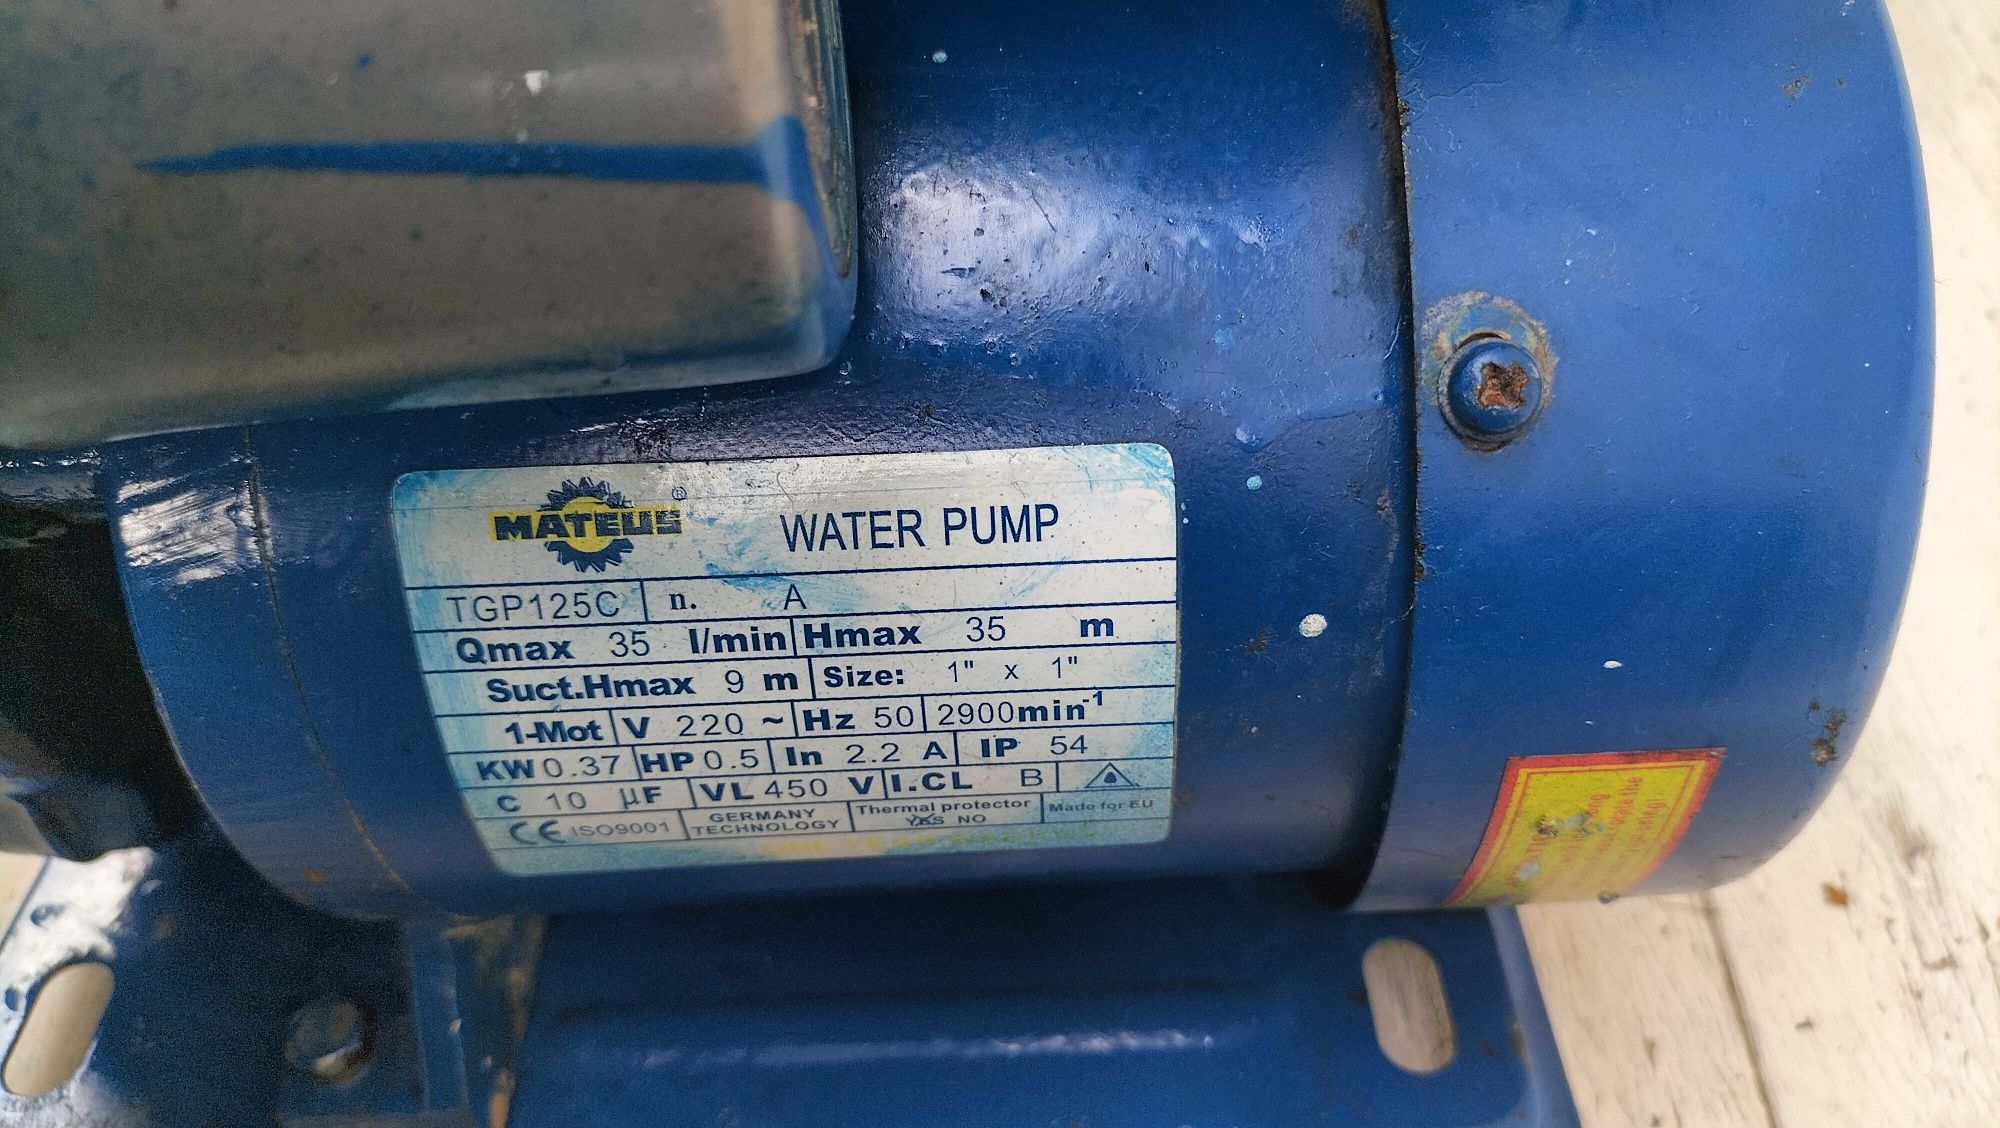 MATEUS ®
WATER PUMP
TGP125C n. A
Qmax 35 l/min Hmax 35 m
Suct.Hmax 9 m Size: 1" x 1"
1-Mot V 220 ~ Hz 50 2900min-1
KW 0.37 HP 0.5 In 2.2 A IP 54
C 10 µF VL 450 V I.CL B
CE ISO9001 GERMANY TECHNOLOGY Thermal protector YES NO Made for EU
ONE YEAR